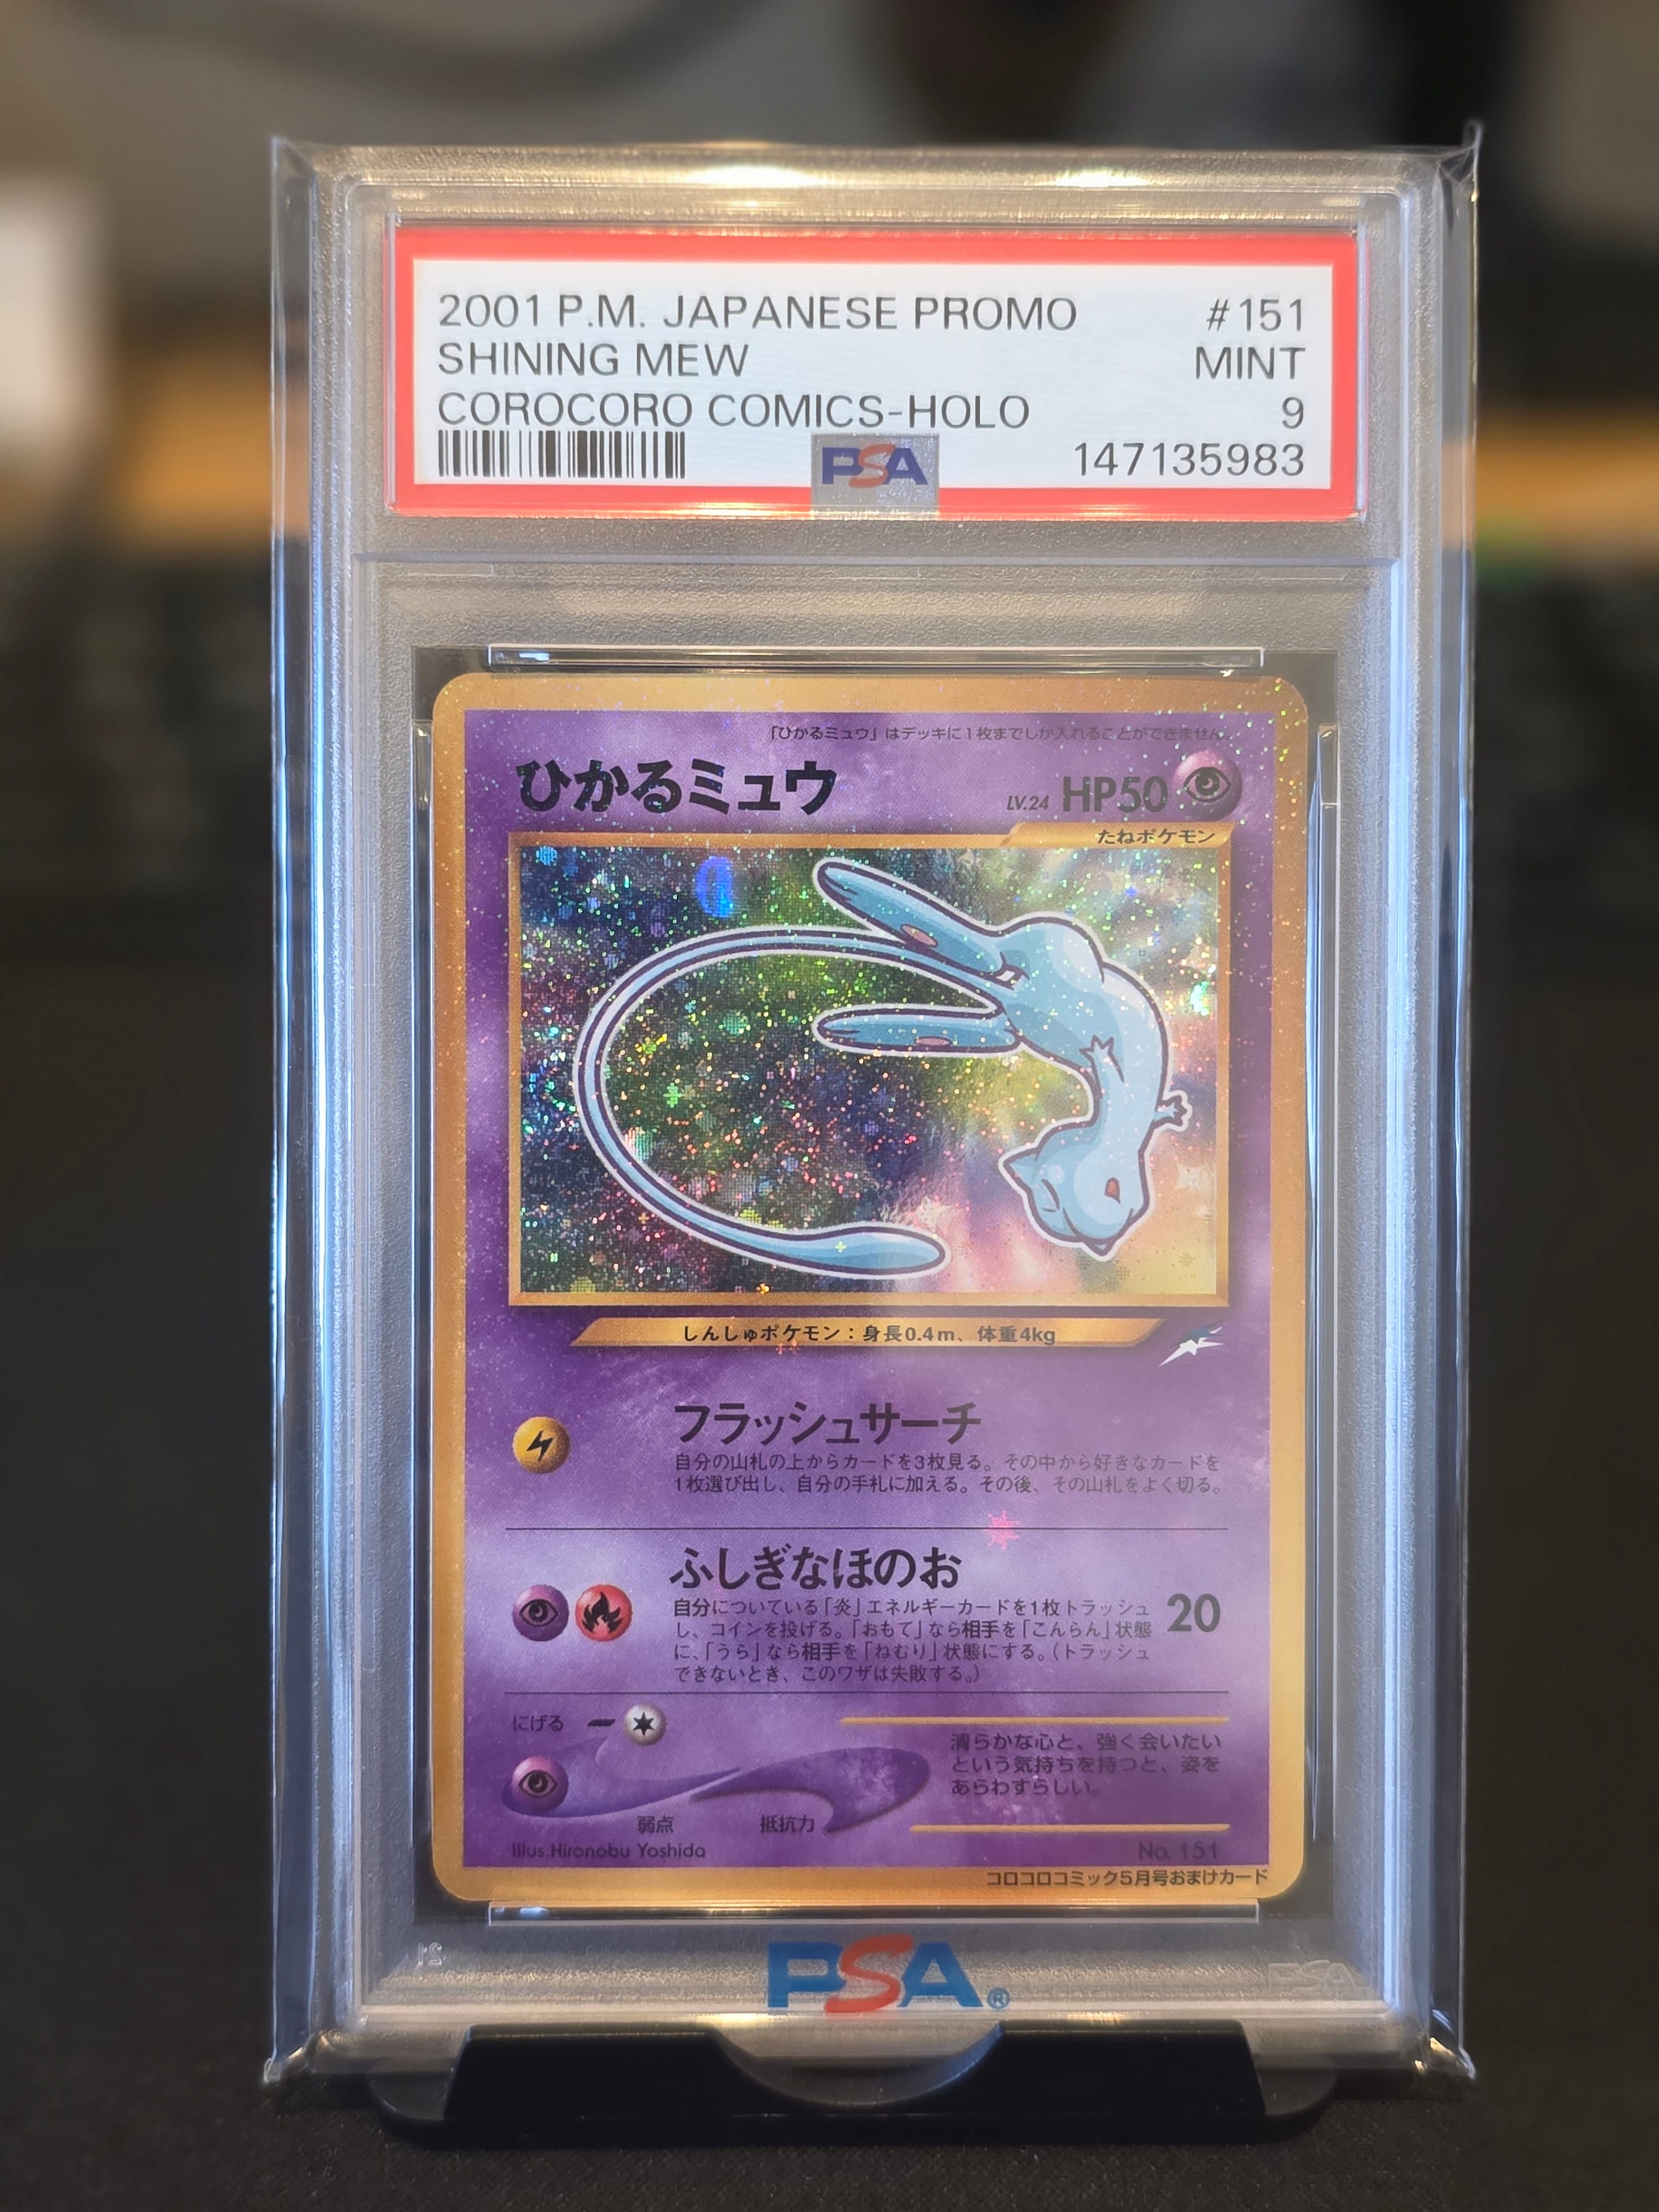 2001 P.M. JAPANESE PROMO #151
SHINING MEW MINT
COROCORO COMICS-HOLO 9
PSA 147135983
「ひかるミュウ」はデッキに1枚までしか入れることができません。
ひかるミュウ LV.24 HP50
たねポケモン
しんしゅポケモン：身長0.4m、体重4kg
フラッシュサーチ
自分の山札の上からカードを3枚見る。その中から好きなカードを
1枚選び出し、自分の手札に加える。その後、その山札をよく切る。
ふしぎなほのお 20
自分についている「炎」エネルギーカードを1枚トラッシュ
し、コインを投げる。「おもて」なら相手を「こんらん」状態
に、「うら」なら相手を「ねむり」状態にする。（トラッシュ
できないとき、このワザは失敗する。）
にげる
清らかな心と、強く会いたい
という気持ちを持つと、姿を
あらわすらしい。
弱点 抵抗力
Illus.Hironobu Yoshida No. 151
コロコロコミック5月号おまけカード
PSA®
PSA